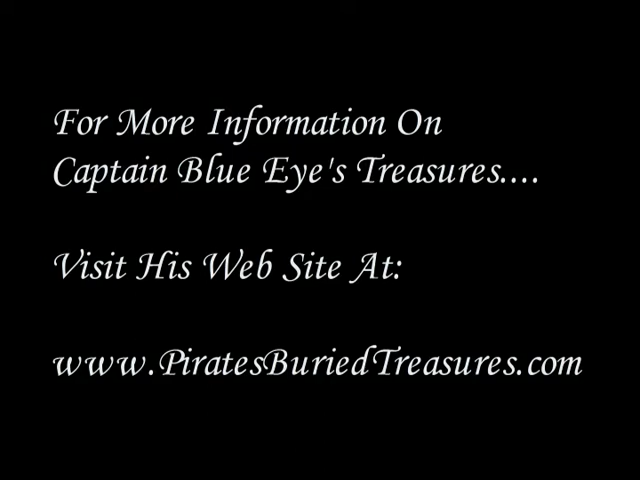 For More Information On
Captain Blue Eye's Treasures....
Visit His Web Site At:
www.PiratesBuriedTreasures.com